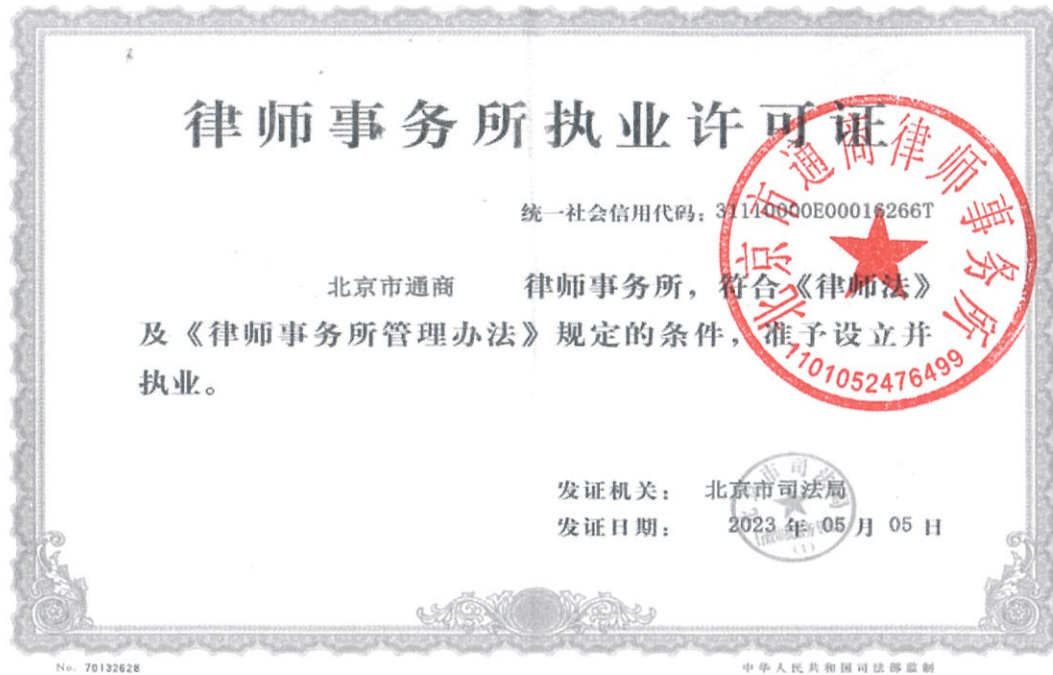 律师事务所执业许可证
统一社会信用代码：31110000E00016266T
北京市通商 律师事务所，符合《律师法》
及《律师事务所管理办法》规定的条件，准予设立并
执业。
北京市通商律师事务所
1101052476499
发证机关： 北京市司法局
发证日期： 2023 年 05 月 05 日
(1)
No. 70132628
中华人民共和国司法部监制